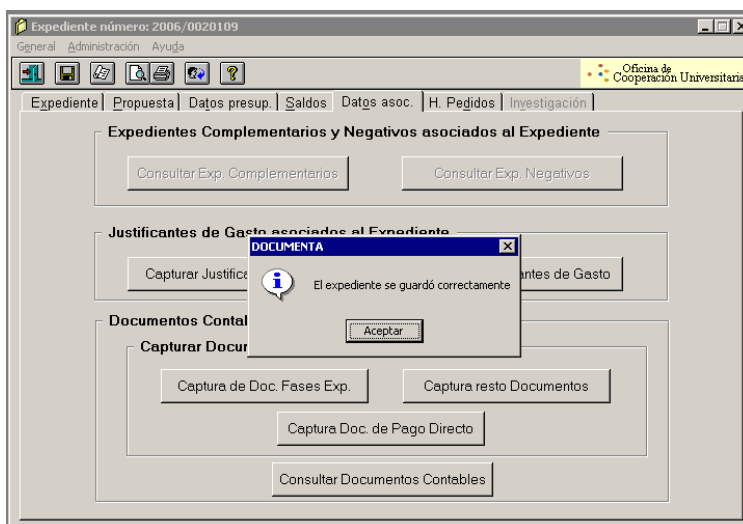 Expediente número: 2006/0020109
General Administración Ayuda
Oficina de
Cooperación Universitaria
Expediente Propuesta Datos presup. Saldos Datos asoc. H. Pedidos Investigación
Expedientes Complementarios y Negativos asociados al Expediente
Consultar Exp. Complementarios Consultar Exp. Negativos
Justificantes de Gasto asociados al Expediente
DOCUMENTA
Capturar Justifica
El expediente se guardó correctamente
ntes de Gasto
Aceptar
Documentos Contal
Capturar Docur
Captura de Doc. Fases Exp. Captura resto Documentos
Captura Doc. de Pago Directo
Consultar Documentos Contables